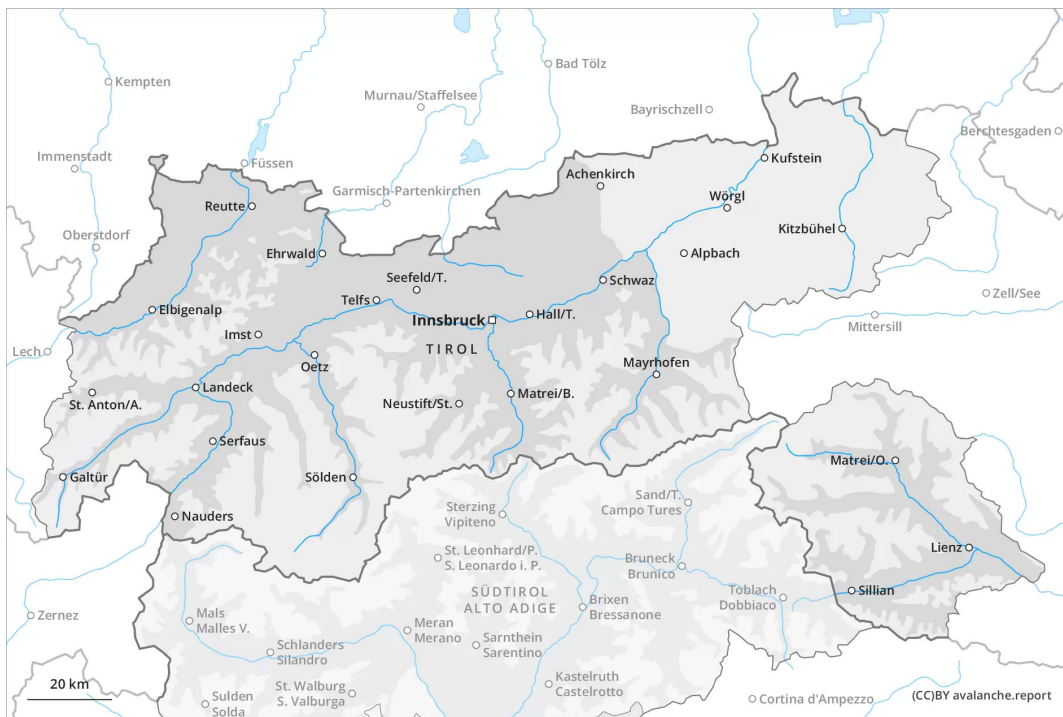 Kempten
Bad Tölz
Murnau/Staffelsee
Bayrischzell
Berchtesgaden
Immenstadt
Füssen
Kufstein
Achenkirch
Garmisch-Partenkirchen
Reutte
Wörgl
Kitzbühel
Oberstdorf
Ehrwald
Alpbach
Seefeld/T.
Schwaz
Zell/See
Telfs
Elbigenalp
Hall/T.
Innsbruck
Mittersill
Imst
TIROL
Lech
Oetz
Mayrhofen
Landeck
St. Anton/A.
Neustift/St.
Matrei/B.
Serfaus
Matrei/O.
Galtür
Sölden
Sand/T.
Campo Tures
Sterzing
Vipiteno
Nauders
Lienz
St. Leonhard/P.
S. Leonardo i. P.
Bruneck
Brunico
SÜDTIROL
ALTO ADIGE
Toblach
Dobbiaco
Sillian
Brixen
Bressanone
Zernez
Mals
Malles V.
Meran
Merano
Sarnthein
Sarentino
Schlanders
Silandro
Kastelruth
Castelrotto
20 km
St. Walburg
S. Valburga
Sulden
Solda
Cortina d'Ampezzo
(CC)BY avalanche.report